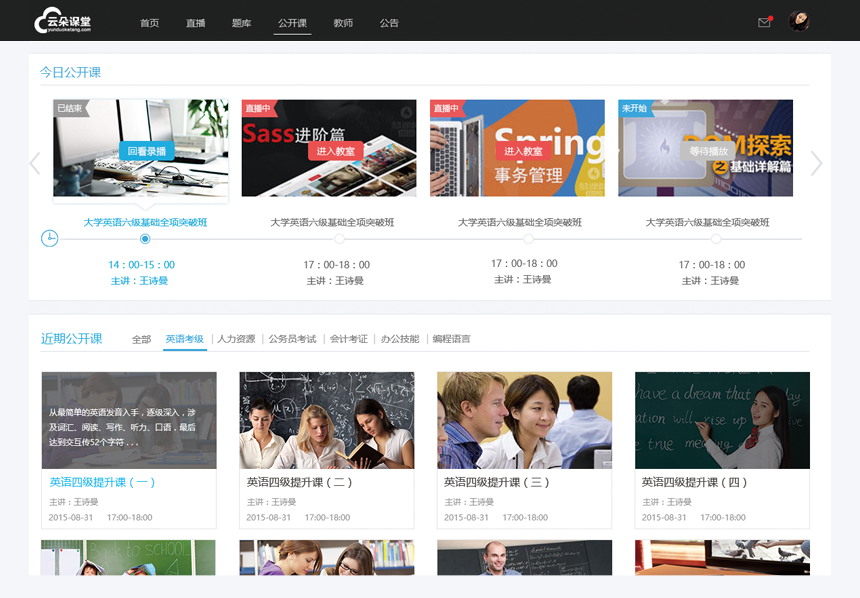 云朵课堂
yunduoketang.com
首页 直播 题库 公开课 教师 公告
今日公开课
已结束
回看录播
直播中
Sass进阶篇
进入教室
直播中
Spring
事务管理
进入教室
未开始
DOM探索
之基础详解篇
等待播放
大学英语六级基础全项突破班
大学英语六级基础全项突破班
大学英语六级基础全项突破班
大学英语六级基础全项突破班
14：00-15：00
17：00-18：00
17：00-18：00
17：00-18：00
主讲：王诗曼
主讲：王诗曼
主讲：王诗曼
主讲：王诗曼
近期公开课 全部 英语考级 | 人力资源 | 公务员考试 | 会计考证 | 办公技能 | 编程语言
从最简单的英语发音入手，逐级深入，涉
及词汇、阅读、写作、听力、口语，最后
达到交互传52个字符...
have a dream that
ation will rise up
true
英语四级提升课（一）
主讲：王诗曼
2015-08-31 17:00-18:00
英语四级提升课（二）
主讲：王诗曼
2015-08-31 17:00-18:00
英语四级提升课（三）
主讲：王诗曼
2015-08-31 17:00-18:00
英语四级提升课（四）
主讲：王诗曼
2015-08-31 17:00-18:00
Back to SCHOOL